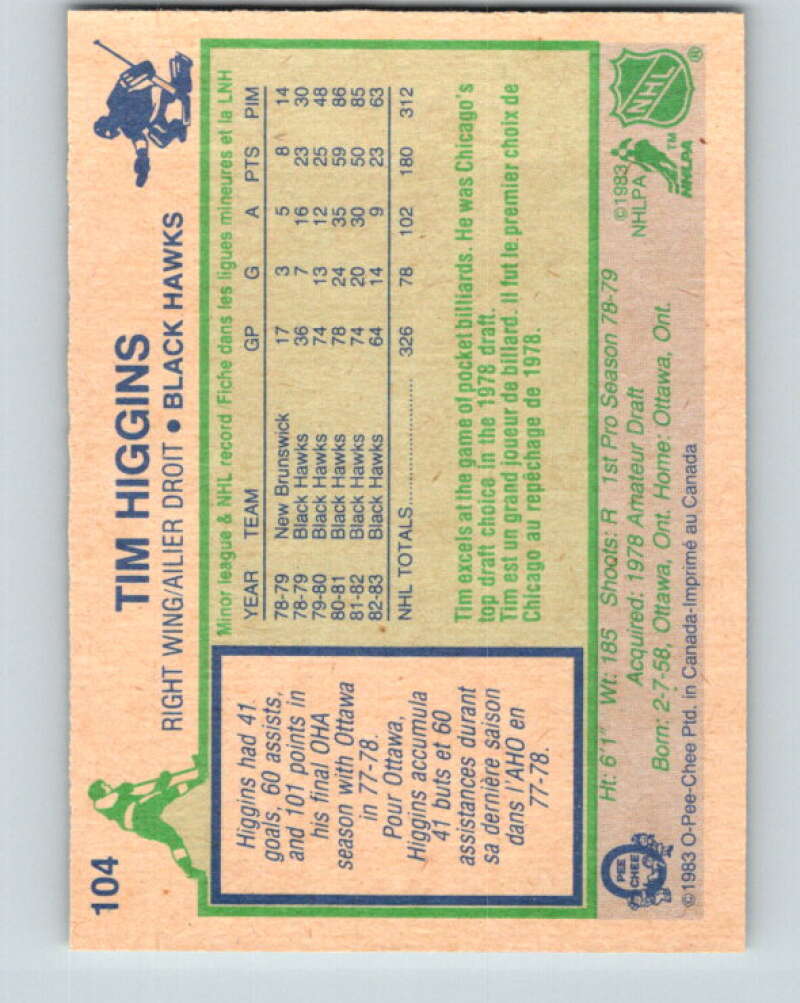 104
TIM HIGGINS
RIGHT WING/AILIER DROIT • BLACK HAWKS
Higgins had 41
goals, 60 assists,
and 101 points in
his final OHA
season with Ottawa
in 77-78.
Pour Ottawa,
Higgins accumula
41 buts et 60
assistances durant
sa dernière saison
dans l'AHO en
77-78.
Minor league & NHL record Fiche dans les ligues mineures et la LNH
YEAR TEAM GP G A PTS PIM
78-79 New Brunswick 17 3 5 8 14
78-79 Black Hawks 36 7 16 23 30
79-80 Black Hawks 74 13 12 25 48
80-81 Black Hawks 78 24 35 59 86
81-82 Black Hawks 74 20 30 50 85
82-83 Black Hawks 64 14 9 23 63
NHL TOTALS.................... 326 78 102 180 312
Tim excels at the game of pocket billiards. He was Chicago's
top draft choice in the 1978 draft.
Tim est un grand joueur de billard. Il fut le premier choix de
Chicago au repêchage de 1978.
Ht: 6'1" Wt: 185 Shoots: R 1st Pro Season 78-79
Acquired: 1978 Amateur Draft
Born: 2-7-58, Ottawa, Ont. Home: Ottawa, Ont.
©1983
NHLPA
NHLPA
TM
NHL
®
O
PEE
CHEE
©1983 O-Pee-Chee Ptd. in Canada-Imprimé au Canada